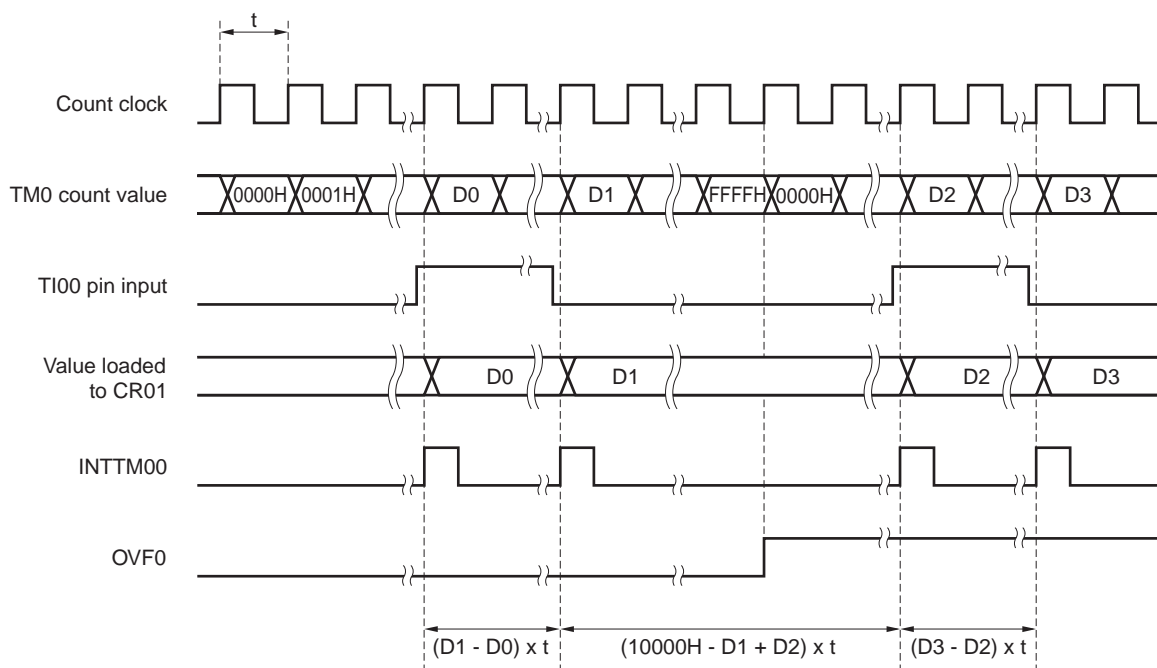 t
Count clock
TM0 count value
0000H 0001H D0 D1 FFFFH 0000H D2 D3
TI00 pin input
Value loaded
to CR01
D0 D1 D2 D3
INTTM00
OVF0
(D1 - D0) x t (10000H - D1 + D2) x t (D3 - D2) x t